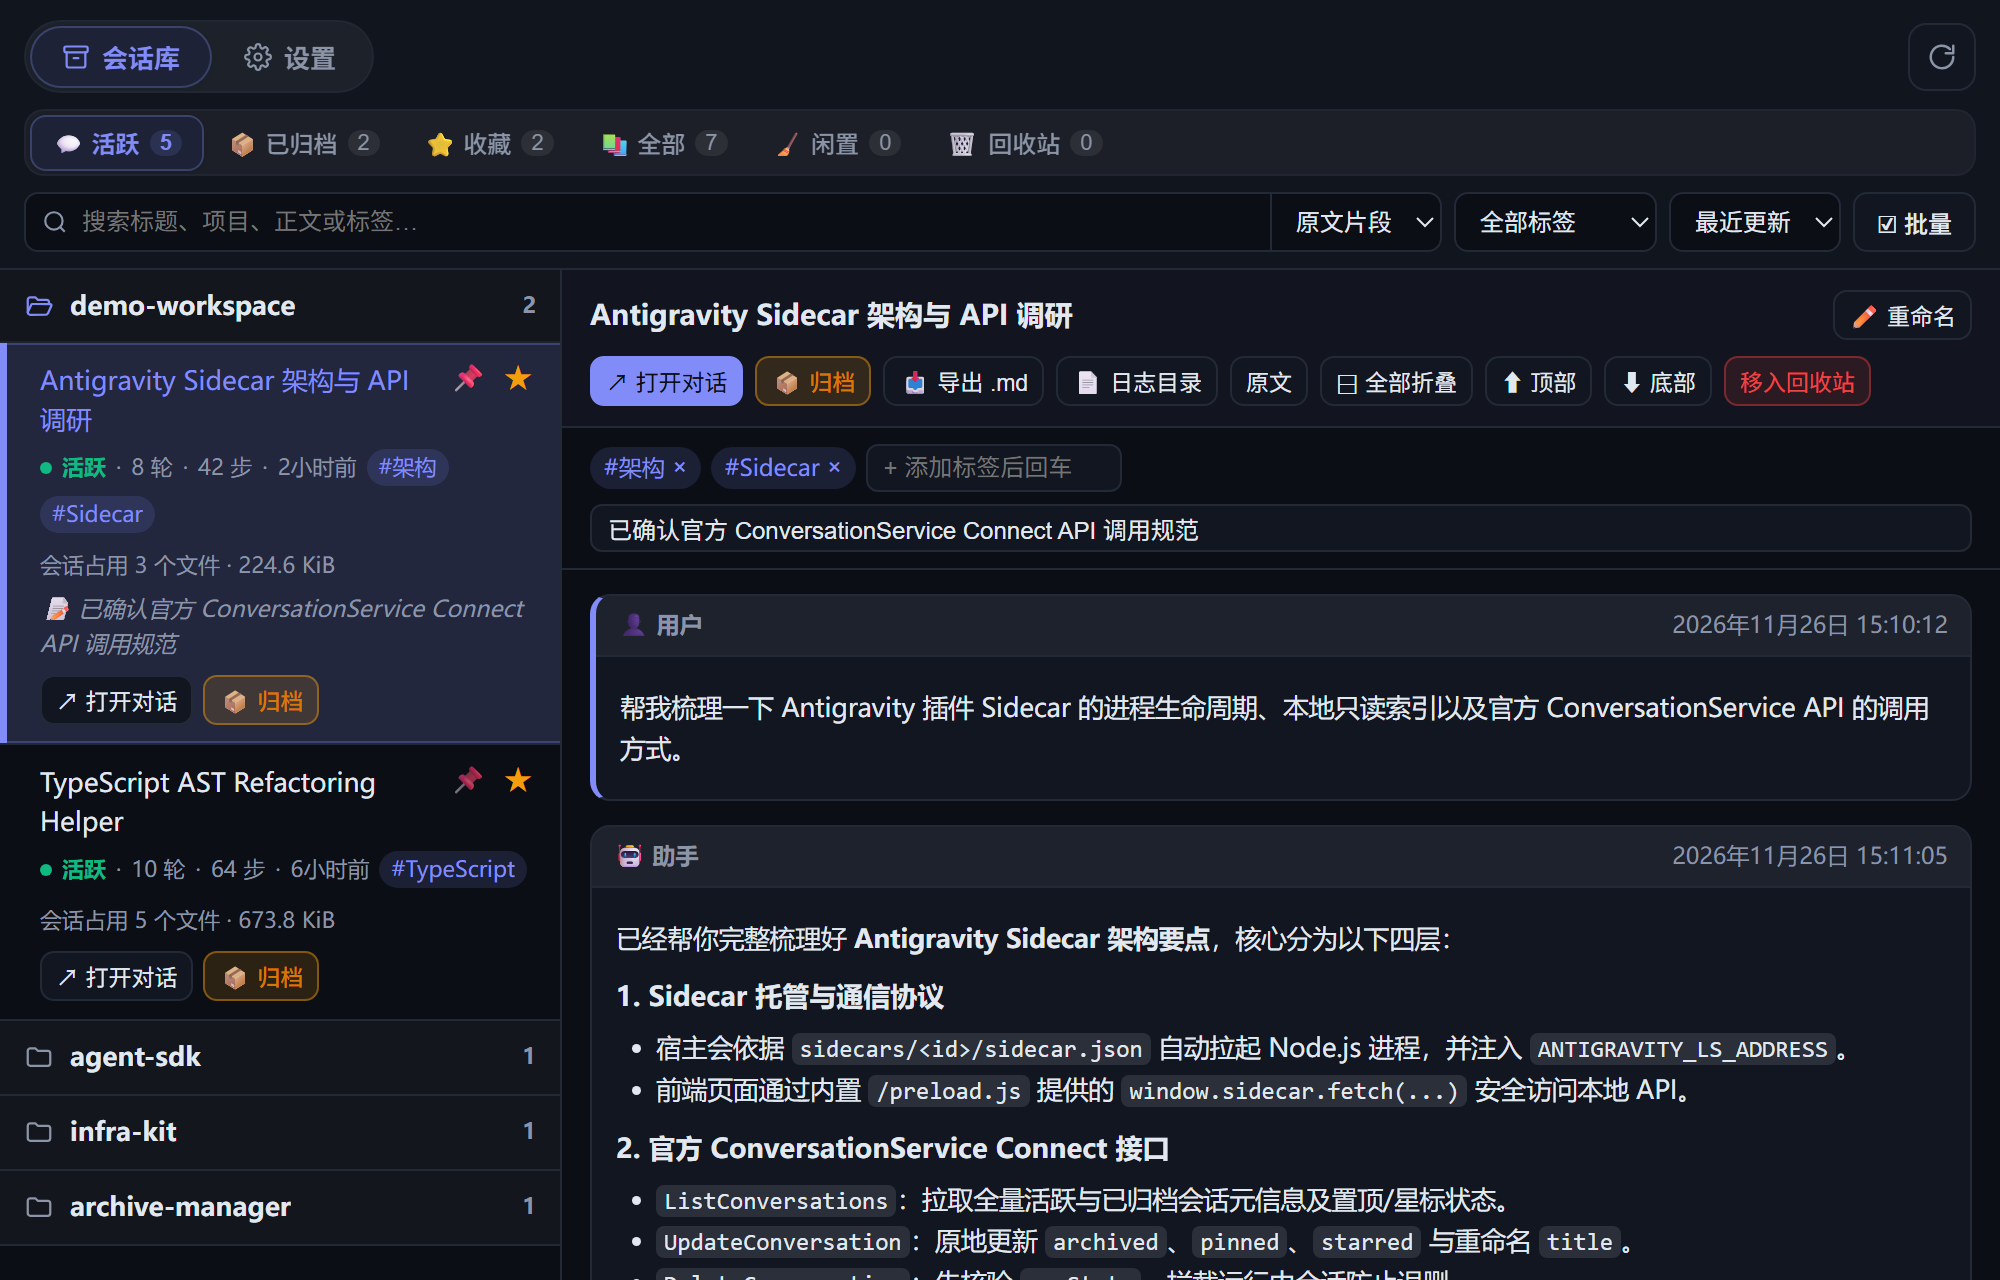 会话库
设置
活跃 5
已归档 2
收藏 2
全部 7
闲置 0
回收站 0
搜索标题、项目、正文或标签…
原文片段
全部标签
最近更新
批量
demo-workspace 2
Antigravity Sidecar 架构与 API
调研
活跃 · 8 轮 · 42 步 · 2小时前 #架构
#Sidecar
会话占用 3 个文件 · 224.6 KiB
已确认官方 ConversationService Connect
API 调用规范
↗ 打开对话
归档
TypeScript AST Refactoring
Helper
活跃 · 10 轮 · 64 步 · 6小时前 #TypeScript
会话占用 5 个文件 · 673.8 KiB
↗ 打开对话
归档
agent-sdk 1
infra-kit 1
archive-manager 1
Antigravity Sidecar 架构与 API 调研
重命名
↗ 打开对话
归档
导出 .md
日志目录
原文
全部折叠
顶部
底部
移入回收站
#架构 ×
#Sidecar ×
+ 添加标签后回车
已确认官方 ConversationService Connect API 调用规范
用户 2026年11月26日 15:10:12
帮我梳理一下 Antigravity 插件 Sidecar 的进程生命周期、本地只读索引以及官方 ConversationService API 的调用
方式。
助手 2026年11月26日 15:11:05
已经帮你完整梳理好 Antigravity Sidecar 架构要点，核心分为以下四层：
1. Sidecar 托管与通信协议
• 宿主会依据 sidecars/<id>/sidecar.json 自动拉起 Node.js 进程，并注入 ANTIGRAVITY_LS_ADDRESS 。
• 前端页面通过内置 /preload.js 提供的 window.sidecar.fetch(...) 安全访问本地 API。
2. 官方 ConversationService Connect 接口
• ListConversations ：拉取全量活跃与已归档会话元信息及置顶/星标状态。
• UpdateConversation ：原地更新 archived 、 pinned 、 starred 与重命名 title 。